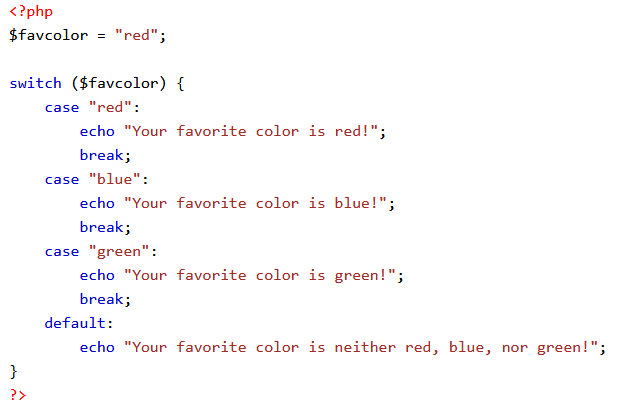 <?php
$favcolor = "red";
switch ($favcolor) {
    case "red":
        echo "Your favorite color is red!";
        break;
    case "blue":
        echo "Your favorite color is blue!";
        break;
    case "green":
        echo "Your favorite color is green!";
        break;
    default:
        echo "Your favorite color is neither red, blue, nor green!";
}
?>